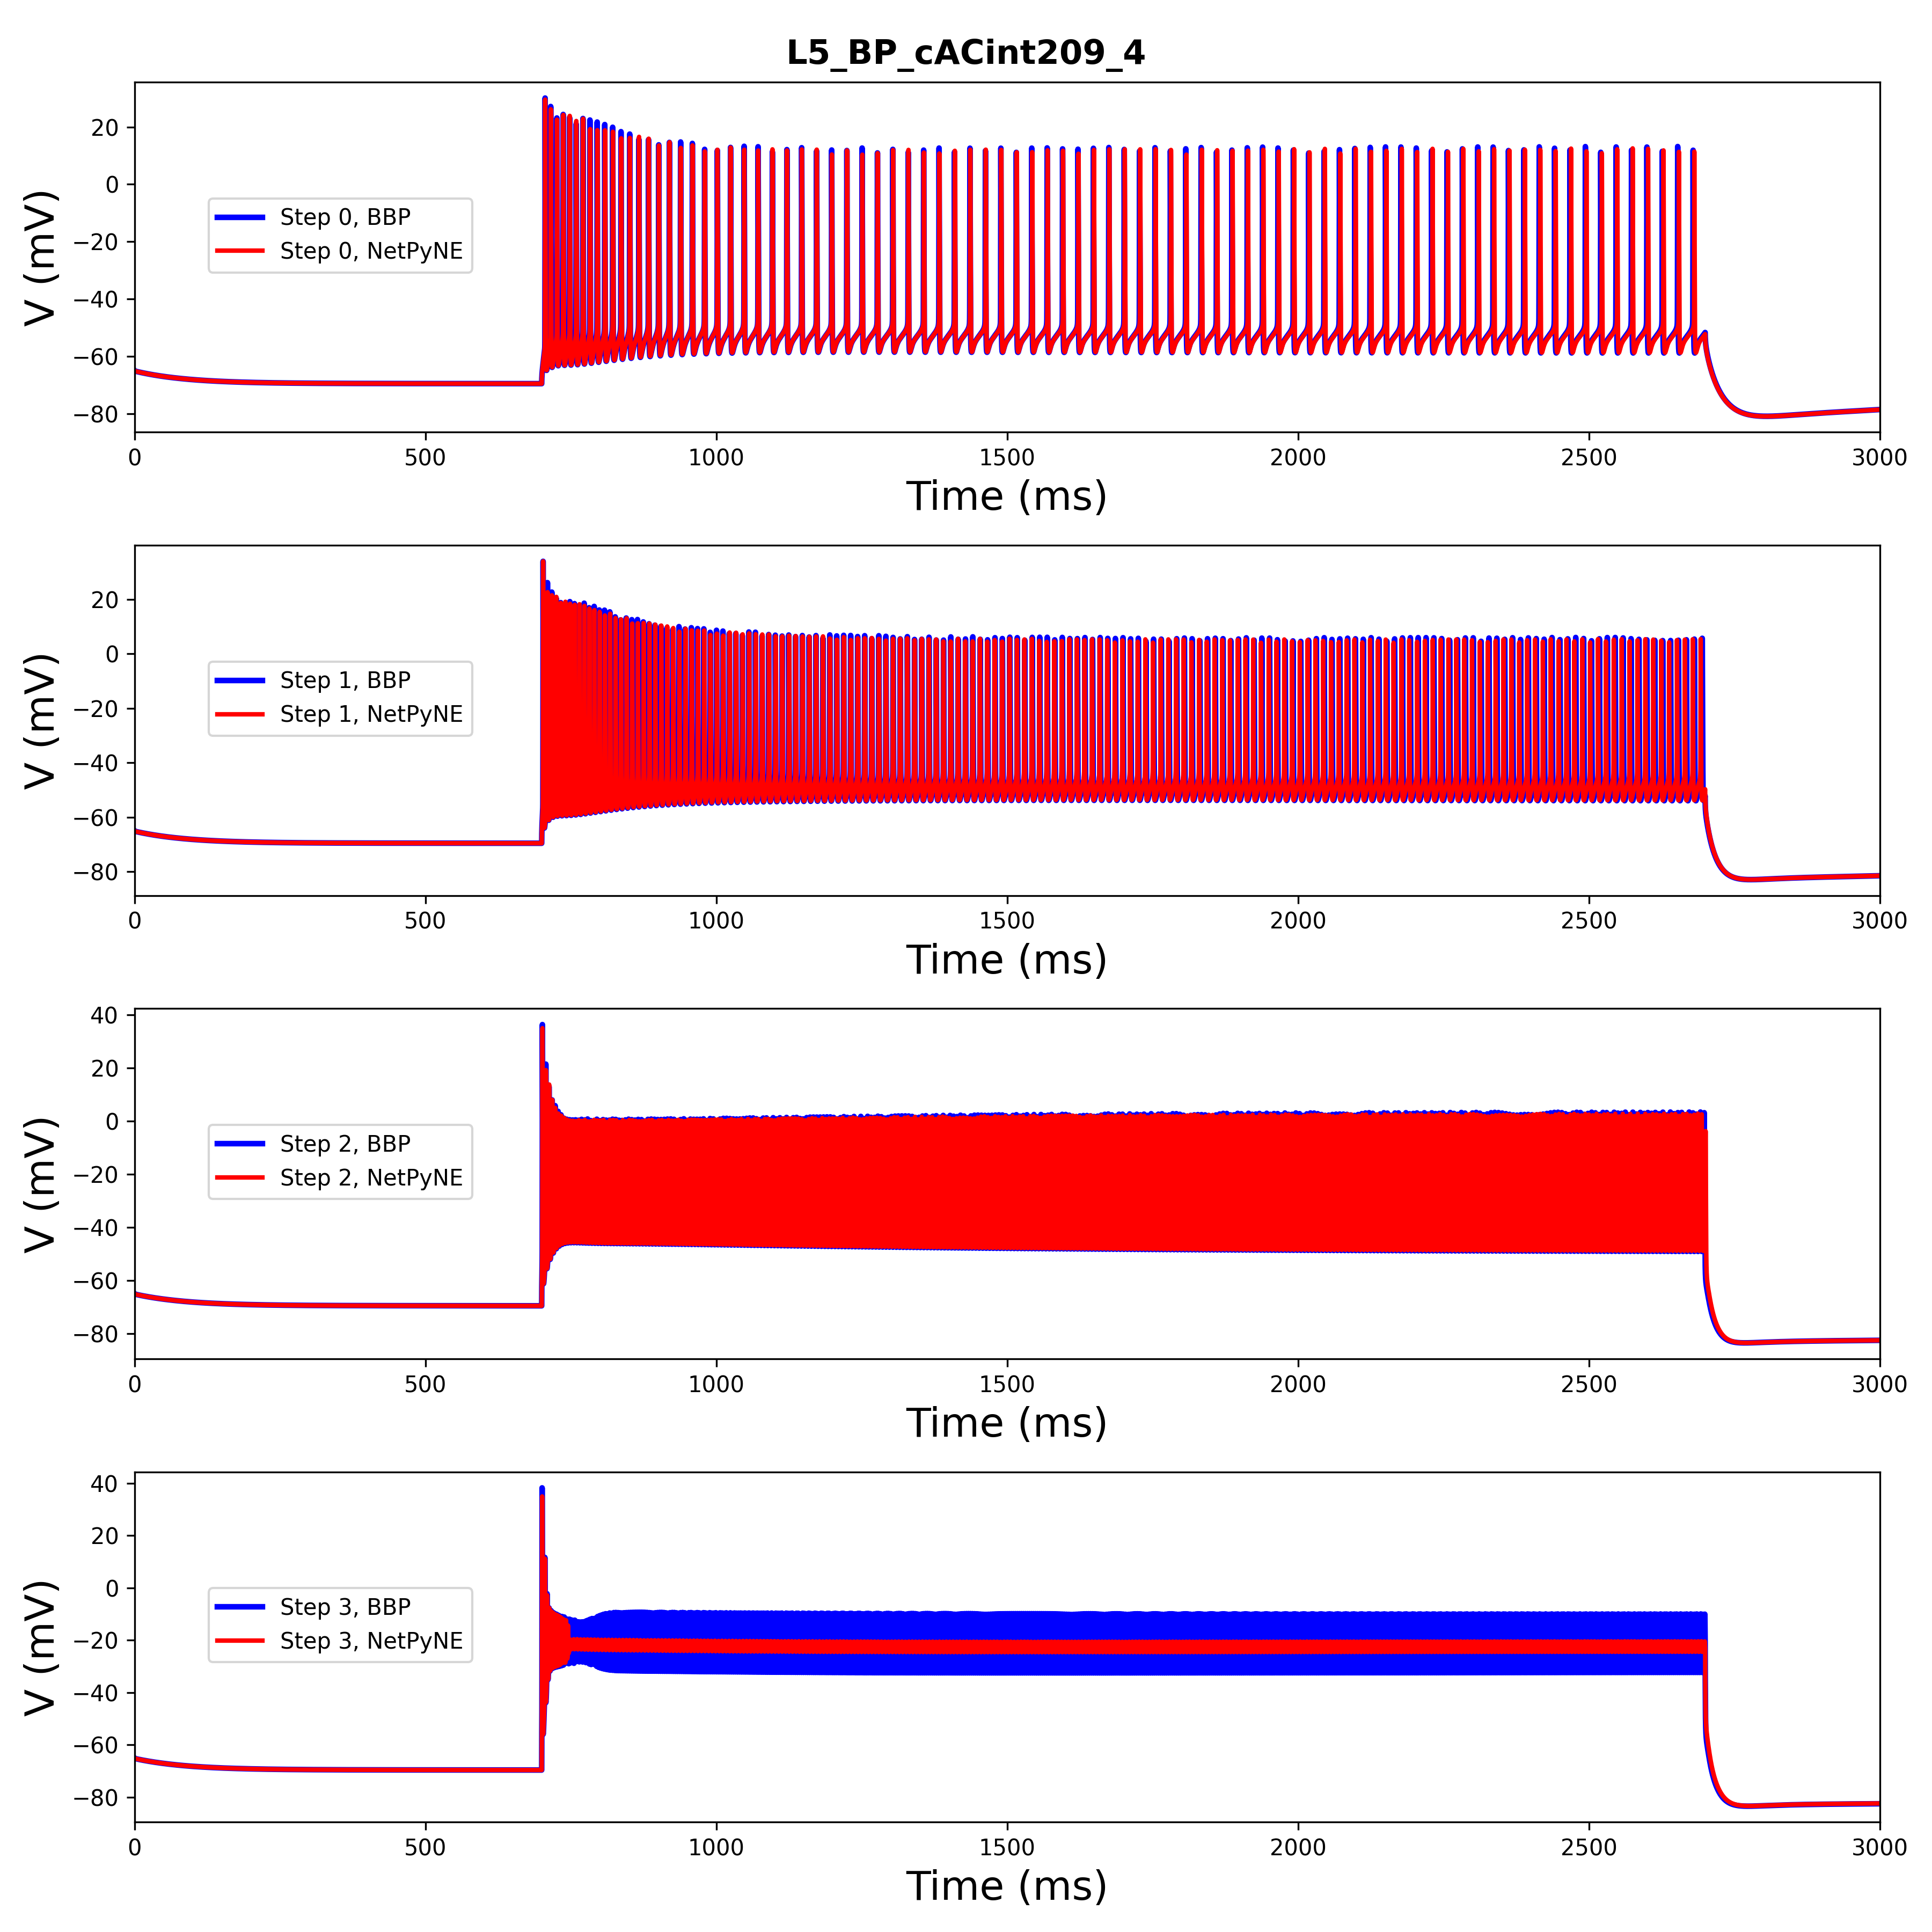 L5_BP_cACint209_4
20
0
−20
−40
−60
−80
V (mV)
Step 0, BBP
Step 0, NetPyNE
0 500 1000 1500 2000 2500 3000
Time (ms)
20
0
−20
−40
−60
−80
V (mV)
Step 1, BBP
Step 1, NetPyNE
0 500 1000 1500 2000 2500 3000
Time (ms)
40
20
0
−20
−40
−60
−80
V (mV)
Step 2, BBP
Step 2, NetPyNE
0 500 1000 1500 2000 2500 3000
Time (ms)
40
20
0
−20
−40
−60
−80
V (mV)
Step 3, BBP
Step 3, NetPyNE
0 500 1000 1500 2000 2500 3000
Time (ms)